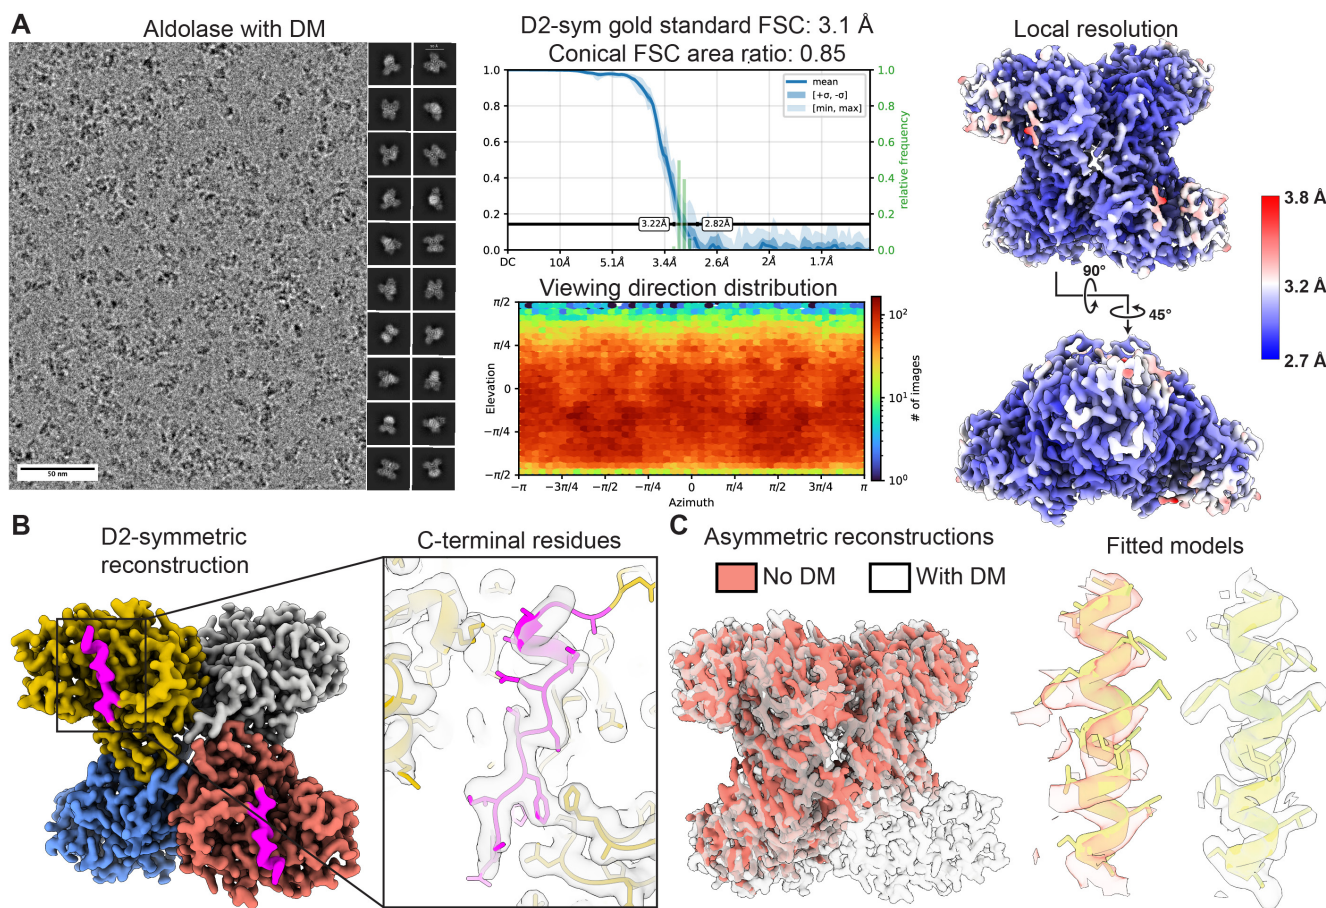 A
Aldolase with DM
50 nm
D2-sym gold standard FSC: 3.1 Å
Conical FSC area ratio: 0.85
1.0
0.8
0.6
0.4
0.2
0.0
mean
[+σ, -σ]
[min, max]
1.0
0.8
0.6
0.4
0.2
0.0
relative frequency
3.22Å
2.82Å
DC
10Å
5.1Å
3.4Å
2.6Å
2Å
1.7Å
Viewing direction distribution
π/2
π/4
0
−π/4
−π/2
Elevation
−π
−3π/4
−π/2
−π/4
0
π/4
π/2
3π/4
π
Azimuth
10²
10¹
10⁰
# of images
Local resolution
90°
45°
3.8 Å
3.2 Å
2.7 Å
B
D2-symmetric
reconstruction
C-terminal residues
C
Asymmetric reconstructions
No DM
With DM
Fitted models